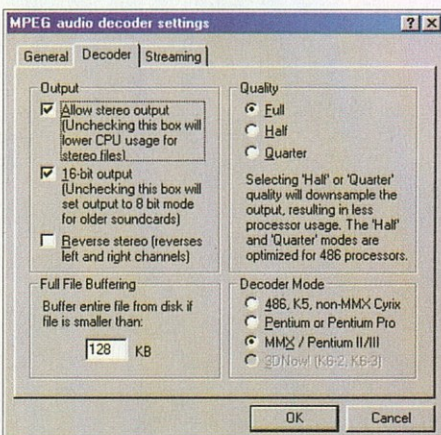 MPEG audio decoder settings
General
Decoder
Streaming
Output
Allow stereo output
(Unchecking this box will
lower CPU usage for
stereo files)
16-bit output
(Unchecking this box will
set output to 8 bit mode
for older soundcards)
Reverse stereo (reverses
left and right channels)
Quality
Full
Half
Quarter
Selecting 'Half' or 'Quarter'
quality will downsample the
output, resulting in less
processor usage. The 'Half'
and 'Quarter' modes are
optimized for 486 processors.
Full File Buffering
Buffer entire file from disk if
file is smaller than:
128 KB
Decoder Mode
486, K5, non-MMX Cyrix
Pentium or Pentium Pro
MMX / Pentium II/III
3DNow! (K6-2, K6-3)
OK
Cancel